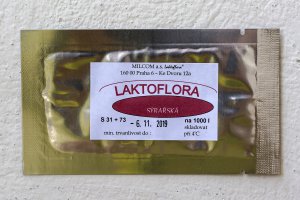 MILCOM a.s. laktoflora®
160 00 Praha 6 - Ke Dvoru 12a
LAKTOFLORA
SÝRAŘSKÁ
S 31 + 73
na 1000 l
- 6. 11. 2019
skladovat
min. trvanlivost do :
při 4°C